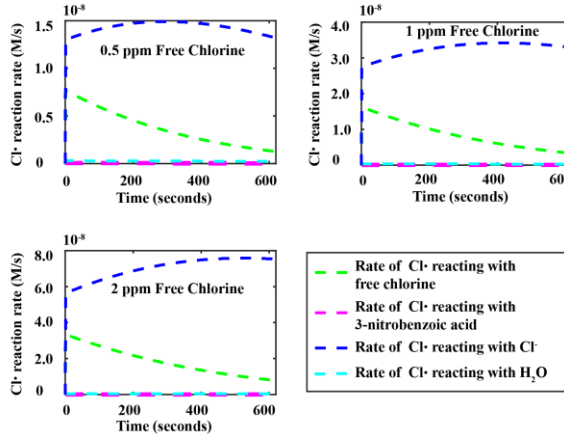 10⁻⁸
0.5 ppm Free Chlorine
Cl· reaction rate (M/s)
1.5
1.0
0.5
0
0 200 400 600
Time (seconds)
10⁻⁸
1 ppm Free Chlorine
Cl· reaction rate (M/s)
4.0
3.0
2.0
1.0
0
0 200 400 600
Time (seconds)
10⁻⁸
2 ppm Free Chlorine
Cl· reaction rate (M/s)
8.0
6.0
4.0
2.0
0
0 200 400 600
Time (seconds)
Rate of Cl· reacting with
free chlorine
Rate of Cl· reacting with
3-nitrobenzoic acid
Rate of Cl· reacting with Cl⁻
Rate of Cl· reacting with H₂O